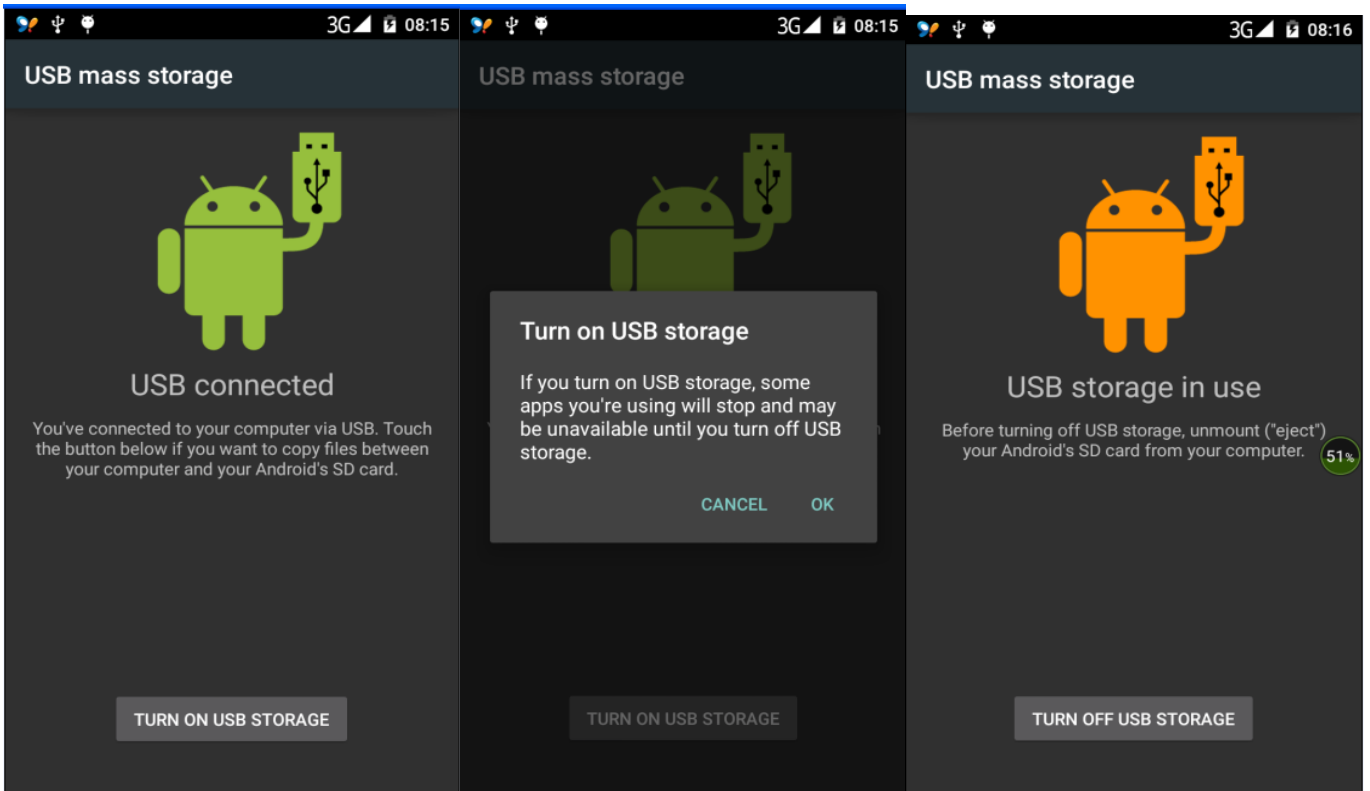 3G 08:15
USB mass storage
USB connected
You've connected to your computer via USB. Touch
the button below if you want to copy files between
your computer and your Android's SD card.
TURN ON USB STORAGE
3G 08:15
USB mass storage
Turn on USB storage
If you turn on USB storage, some
apps you're using will stop and may
be unavailable until you turn off USB
storage.
CANCEL OK
TURN ON USB STORAGE
3G 08:16
USB mass storage
USB storage in use
Before turning off USB storage, unmount ("eject")
your Android's SD card from your computer.
51%
TURN OFF USB STORAGE